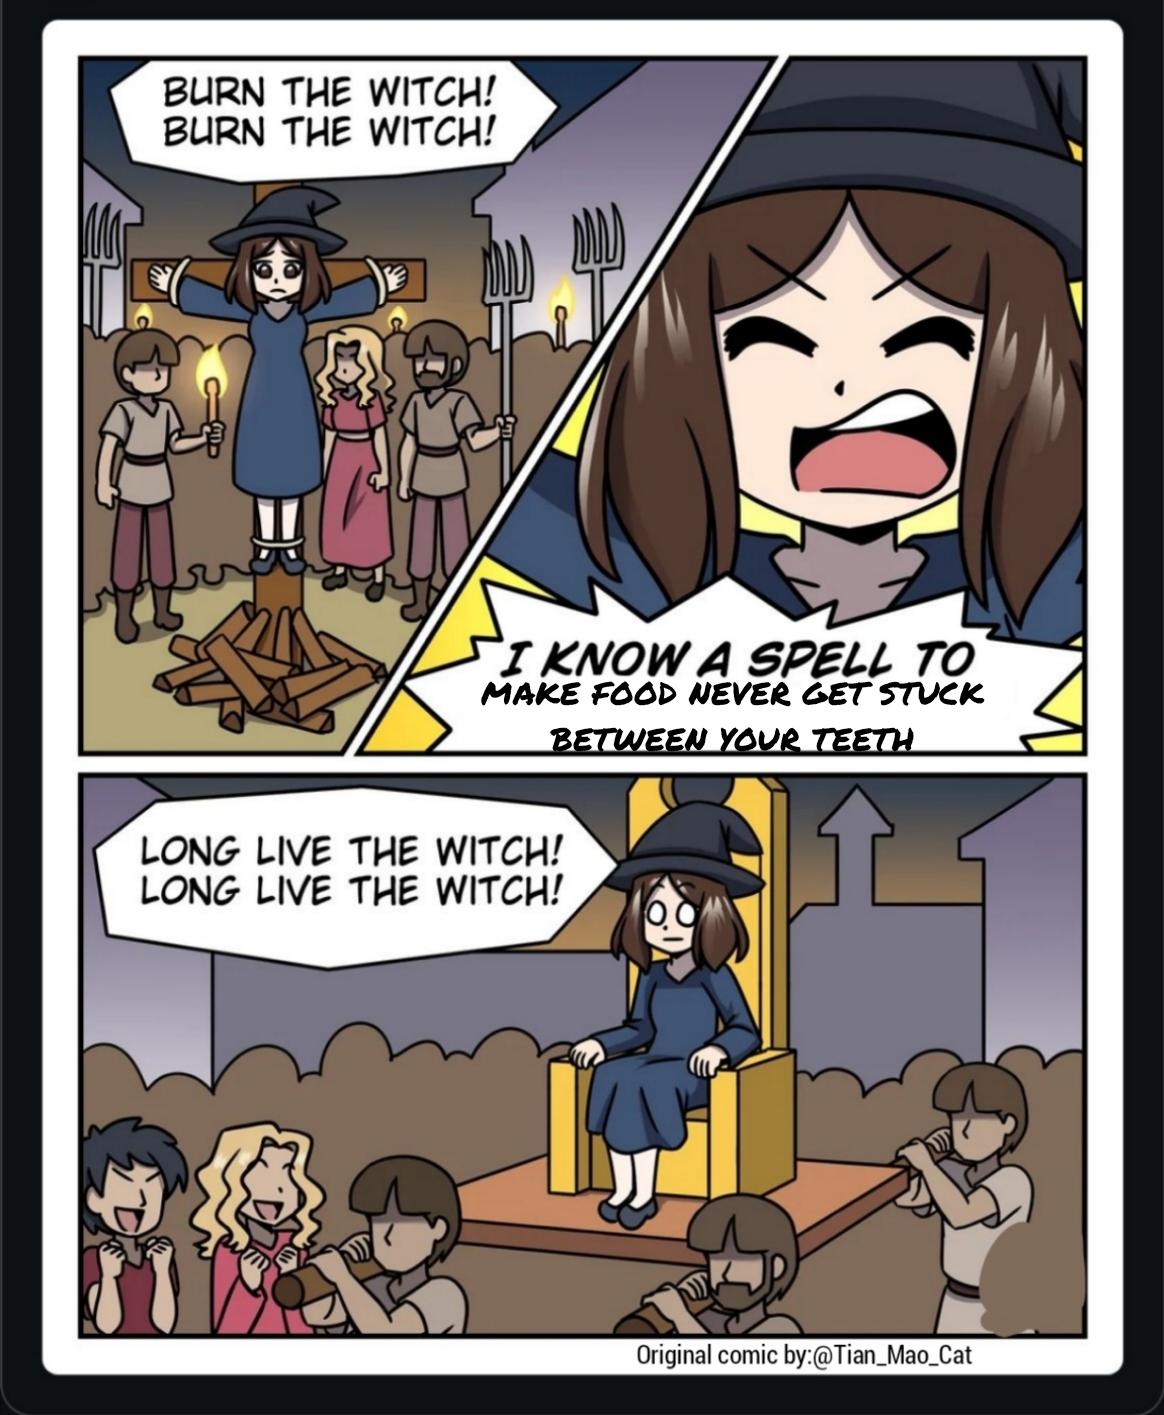 BURN THE WITCH!
BURN THE WITCH!
I KNOW A SPELL TO
MAKE FOOD NEVER GET STUCK
BETWEEN YOUR TEETH
LONG LIVE THE WITCH!
LONG LIVE THE WITCH!
Original comic by:@Tian_Mao_Cat